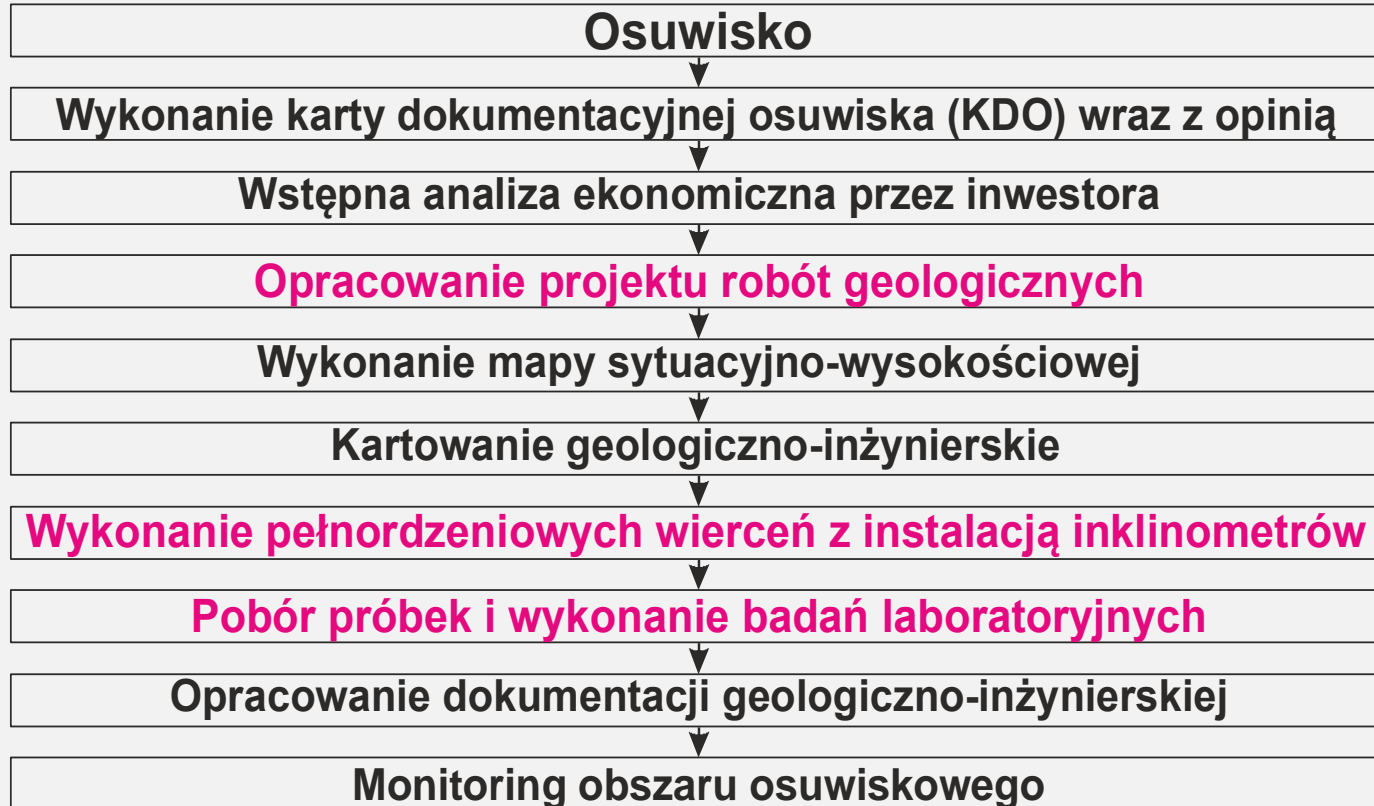 Osuwisko
Wykonanie karty dokumentacyjnej osuwiska (KDO) wraz z opinią
Wstępna analiza ekonomiczna przez inwestora
Opracowanie projektu robót geologicznych
Wykonanie mapy sytuacyjno-wysokościowej
Kartowanie geologiczno-inżynierskie
Wykonanie pełnordzeniowych wierceń z instalacją inklinometrów
Pobór próbek i wykonanie badań laboratoryjnych
Opracowanie dokumentacji geologiczno-inżynierskiej
Monitoring obszaru osuwiskowego